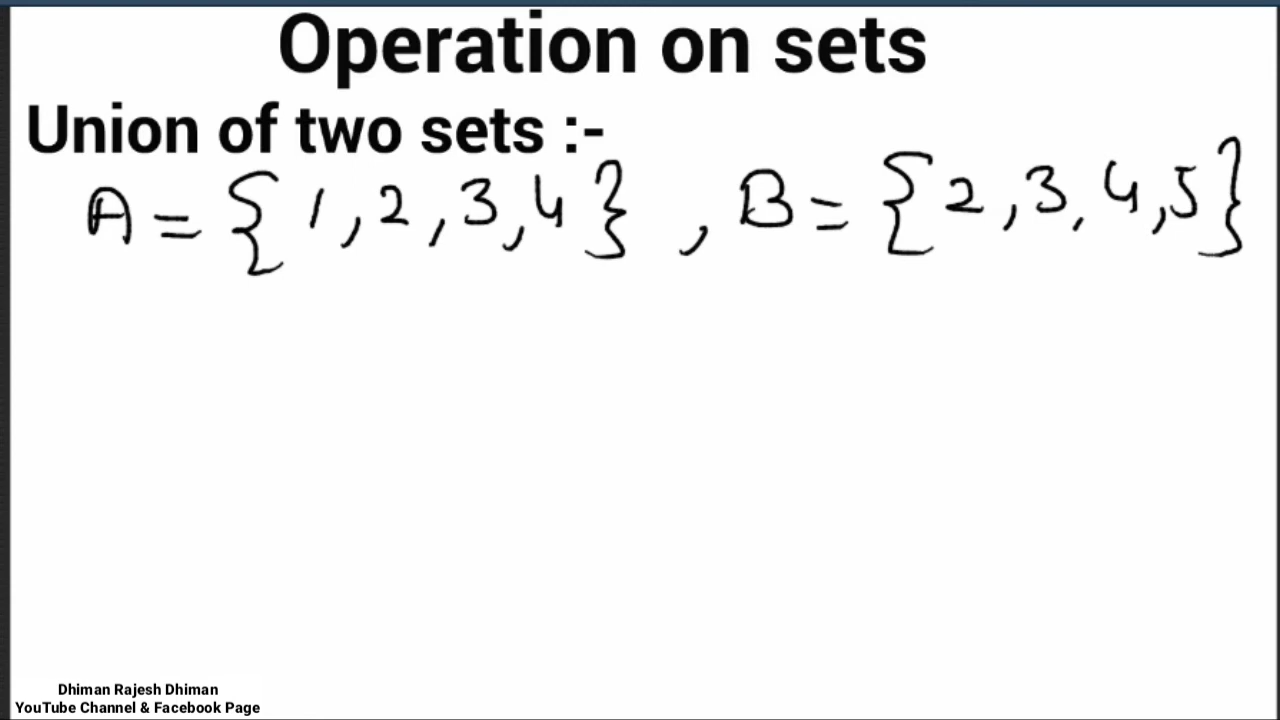 Operation on sets
Union of two sets :-
A = { 1 , 2 , 3 , 4 } , B = { 2 , 3 , 4 , 5 }
Dhiman Rajesh Dhiman
YouTube Channel & Facebook Page